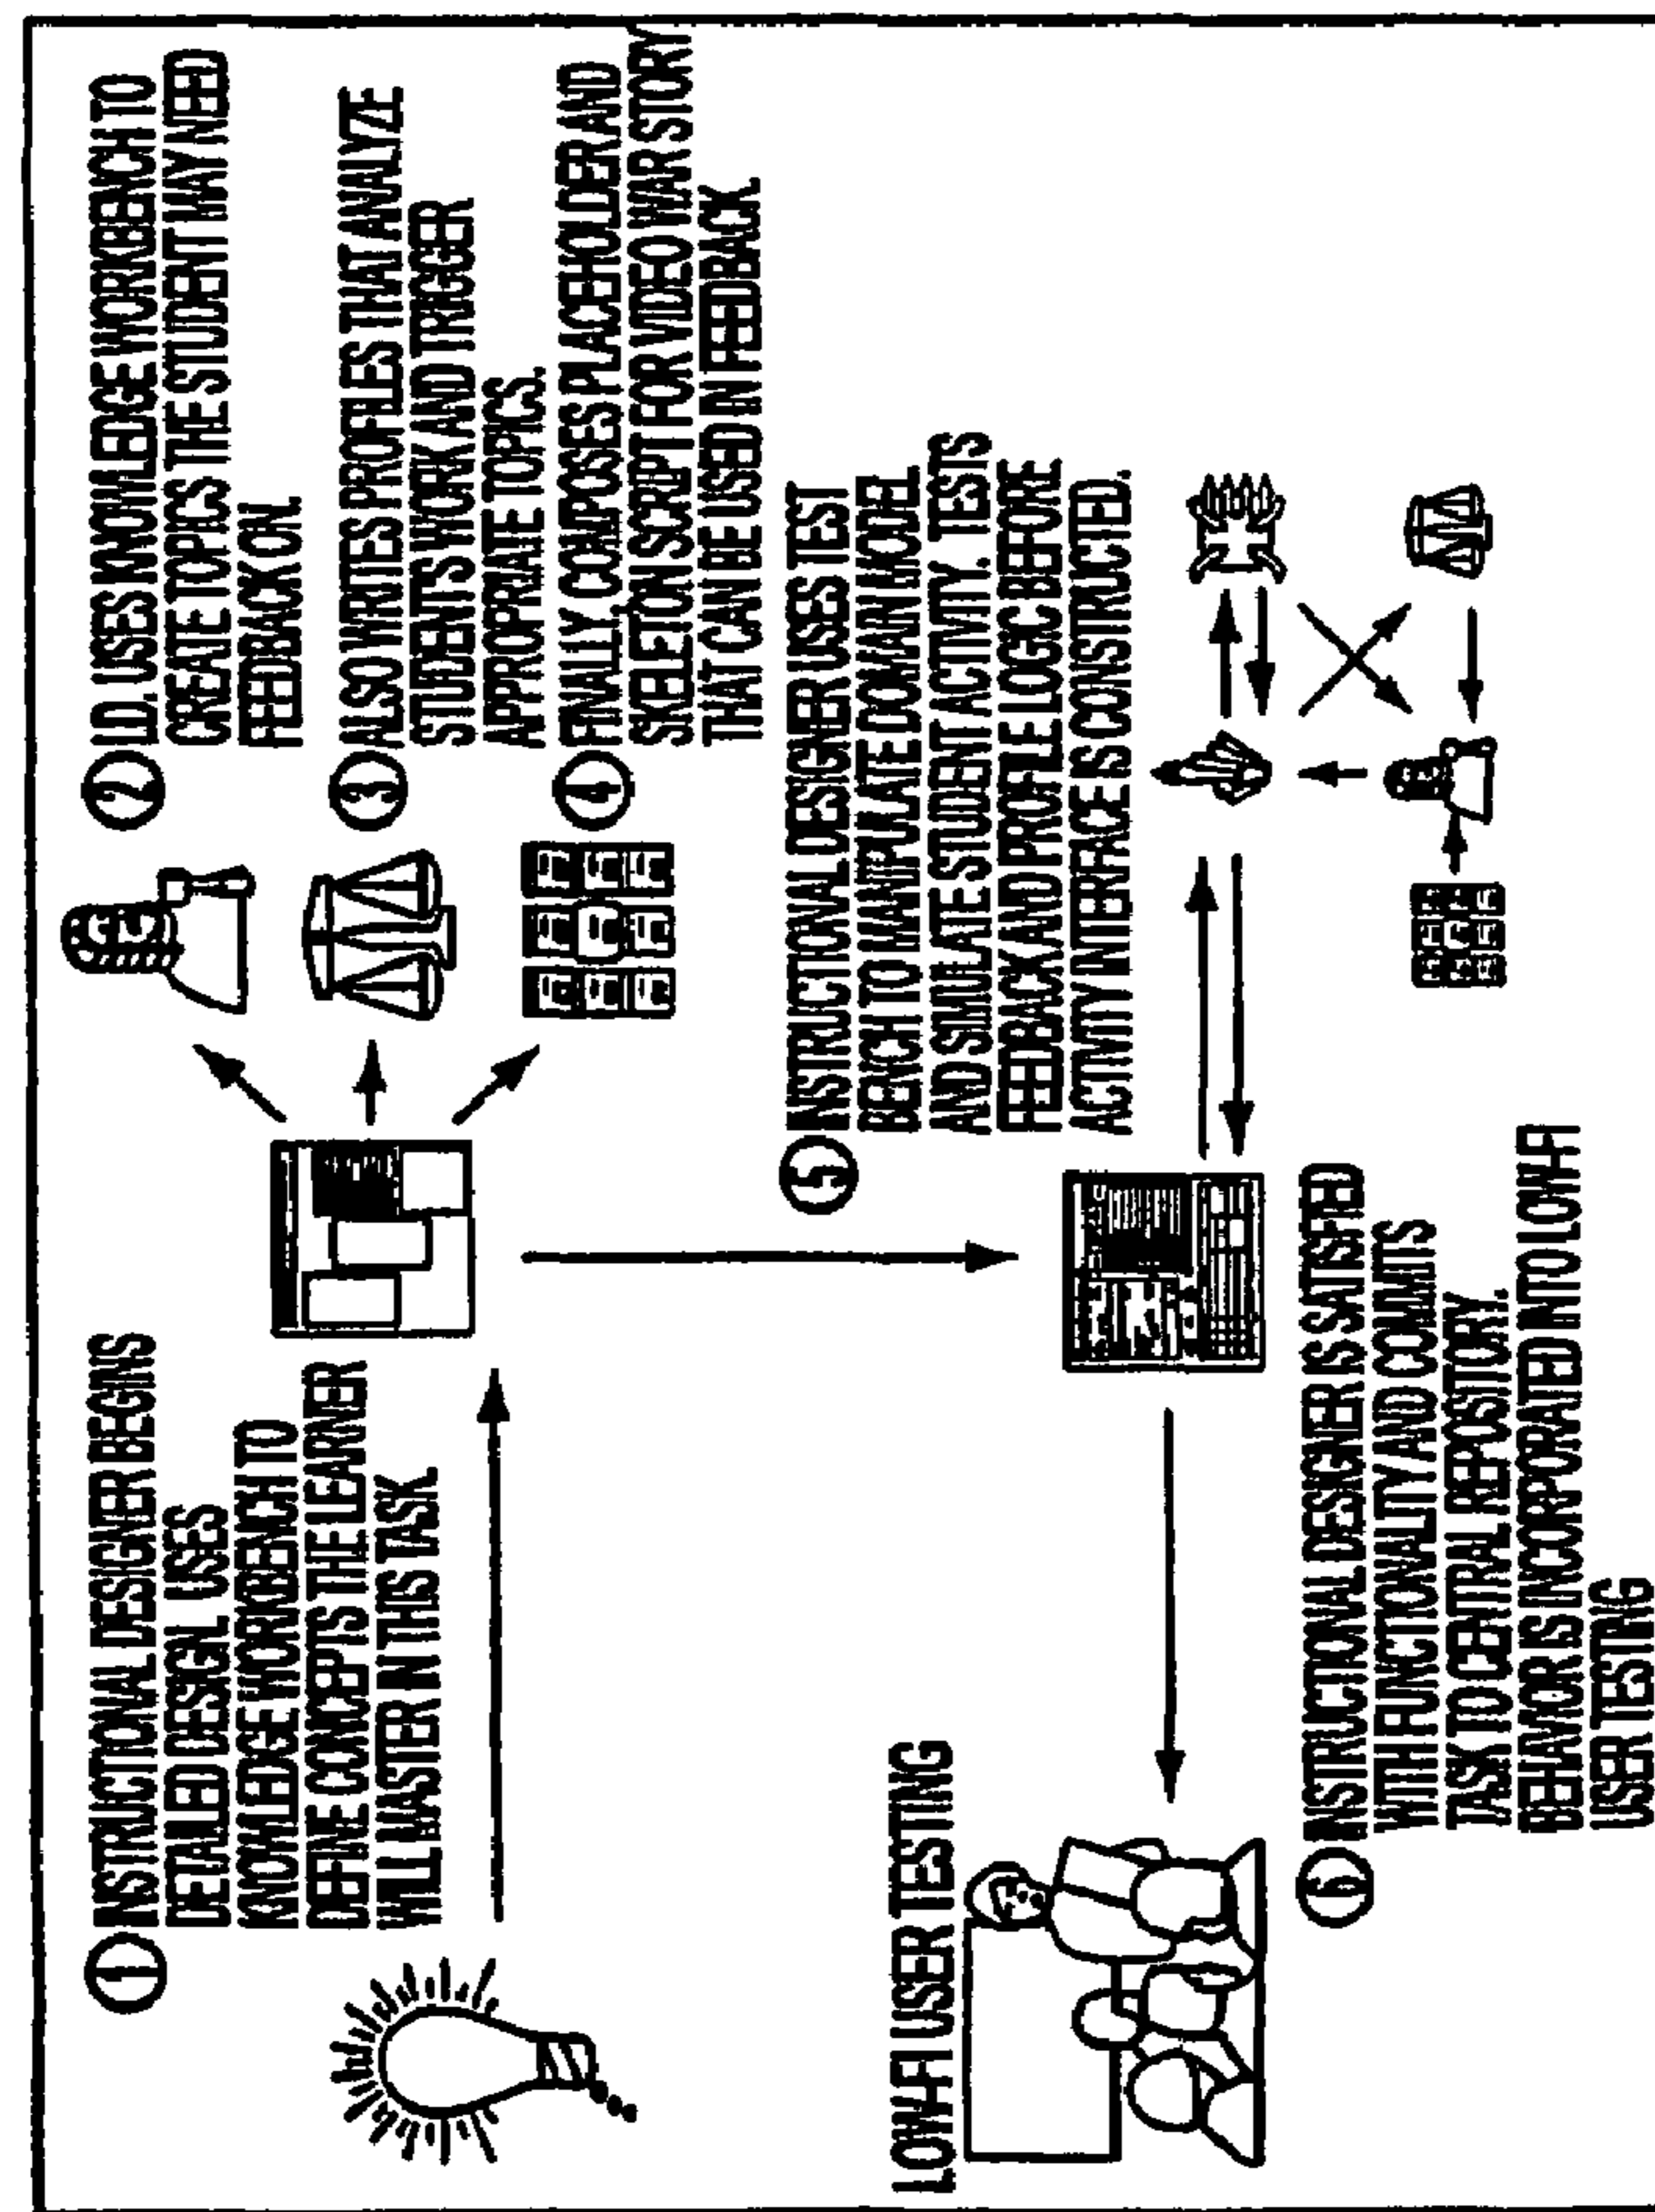 ① INSTRUCTIONAL DESIGNER BEGINS
DETAILED DESIGN. USES
KNOWLEDGE WORKBENCH TO
DEFINE CONCEPTS THE LEARNER
WILL MASTER IN THIS TASK.
② I.D. USES KNOWLEDGE WORKBENCH TO
CREATE TOPICS THE STUDENT MAY NEED
FEEDBACK ON.
③ ALSO WRITES PROFILES THAT ANALYZE
STUDENTS WORK AND TRIGGER
APPROPRIATE TOPICS.
④ FINALLY, COMPOSES PLACEHOLDER AND
SKELETON SCRIPT FOR VIDEO WAR STORY
THAT CAN BE USED IN FEEDBACK.
⑤ INSTRUCTIONAL DESIGNER USES TEST
BENCH TO MANIPULATE DOMAIN MODEL
AND SIMULATE STUDENT ACTIVITY. TESTS
FEEDBACK AND PROFILE LOGIC BEFORE
ACTIVITY INTERFACE IS CONSTRUCTED.
LOW-FI USER TESTING
⑥ INSTRUCTIONAL DESIGNER IS SATISFIED
WITH FUNCTIONALITY AND COMMITS
TASK TO CENTRAL REPOSITORY.
BEHAVIOR IS INCORPORATED INTO LOW-FI
USER TESTING